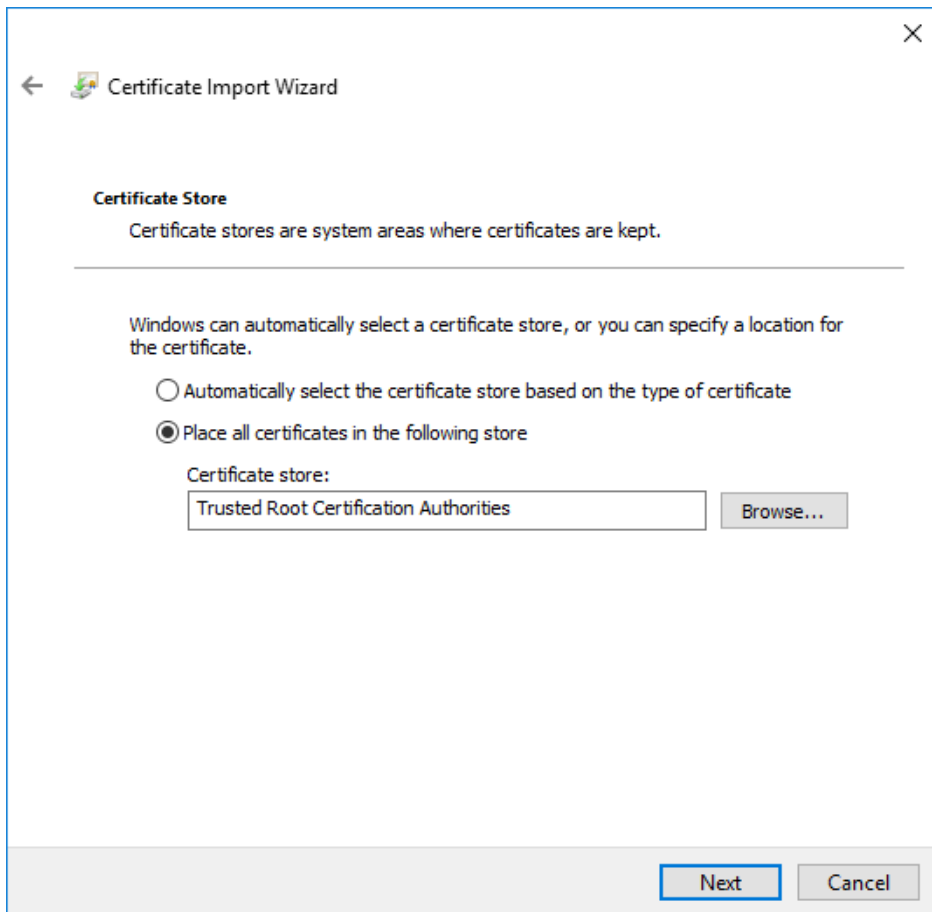 Certificate Import Wizard
Certificate Store
Certificate stores are system areas where certificates are kept.
Windows can automatically select a certificate store, or you can specify a location for
the certificate.
Automatically select the certificate store based on the type of certificate
Place all certificates in the following store
Certificate store:
Trusted Root Certification Authorities
Browse...
Next
Cancel